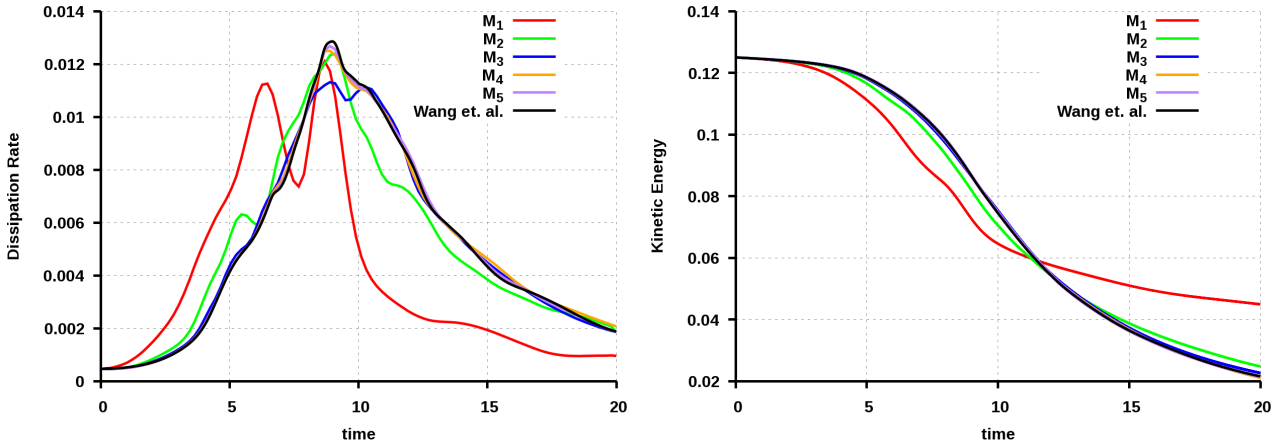 0.014
0.012
0.01
0.008
0.006
0.004
0.002
0
0 5 10 15 20
Dissipation Rate
time
M1
M2
M3
M4
M5
Wang et. al.
0.14
0.12
0.1
0.08
0.06
0.04
0.02
0 5 10 15 20
Kinetic Energy
time
M1
M2
M3
M4
M5
Wang et. al.